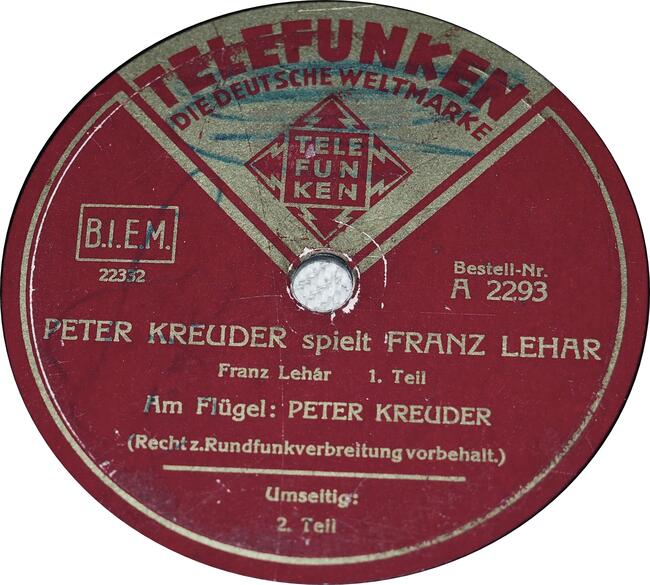 TELEFUNKEN
DIE DEUTSCHE WELTMARKE
TELE
FUN
KEN
B.I.E.M.
22332
Bestell-Nr.
A 2293
PETER KREUDER spielt FRANZ LEHAR
Franz Lehár 1. Teil
Am Flügel: PETER KREUDER
(Recht z. Rundfunkverbreitung vorbehalt.)
Umseitig:
2. Teil